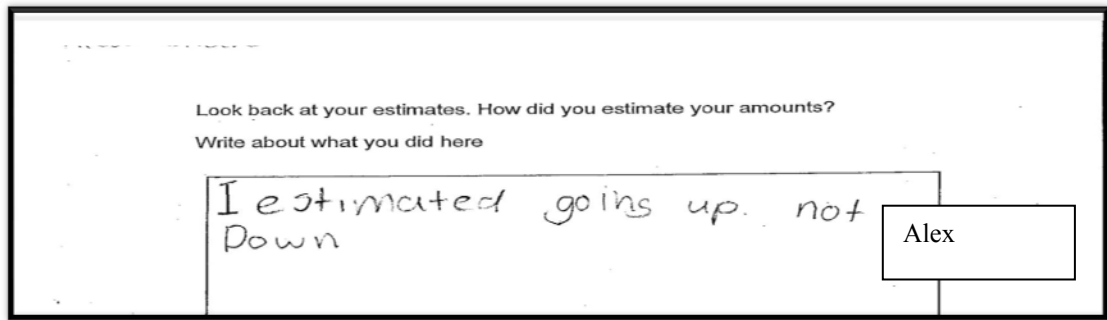 Look back at your estimates. How did you estimate your amounts?
Write about what you did here
I estimated going up. not
Down
Alex